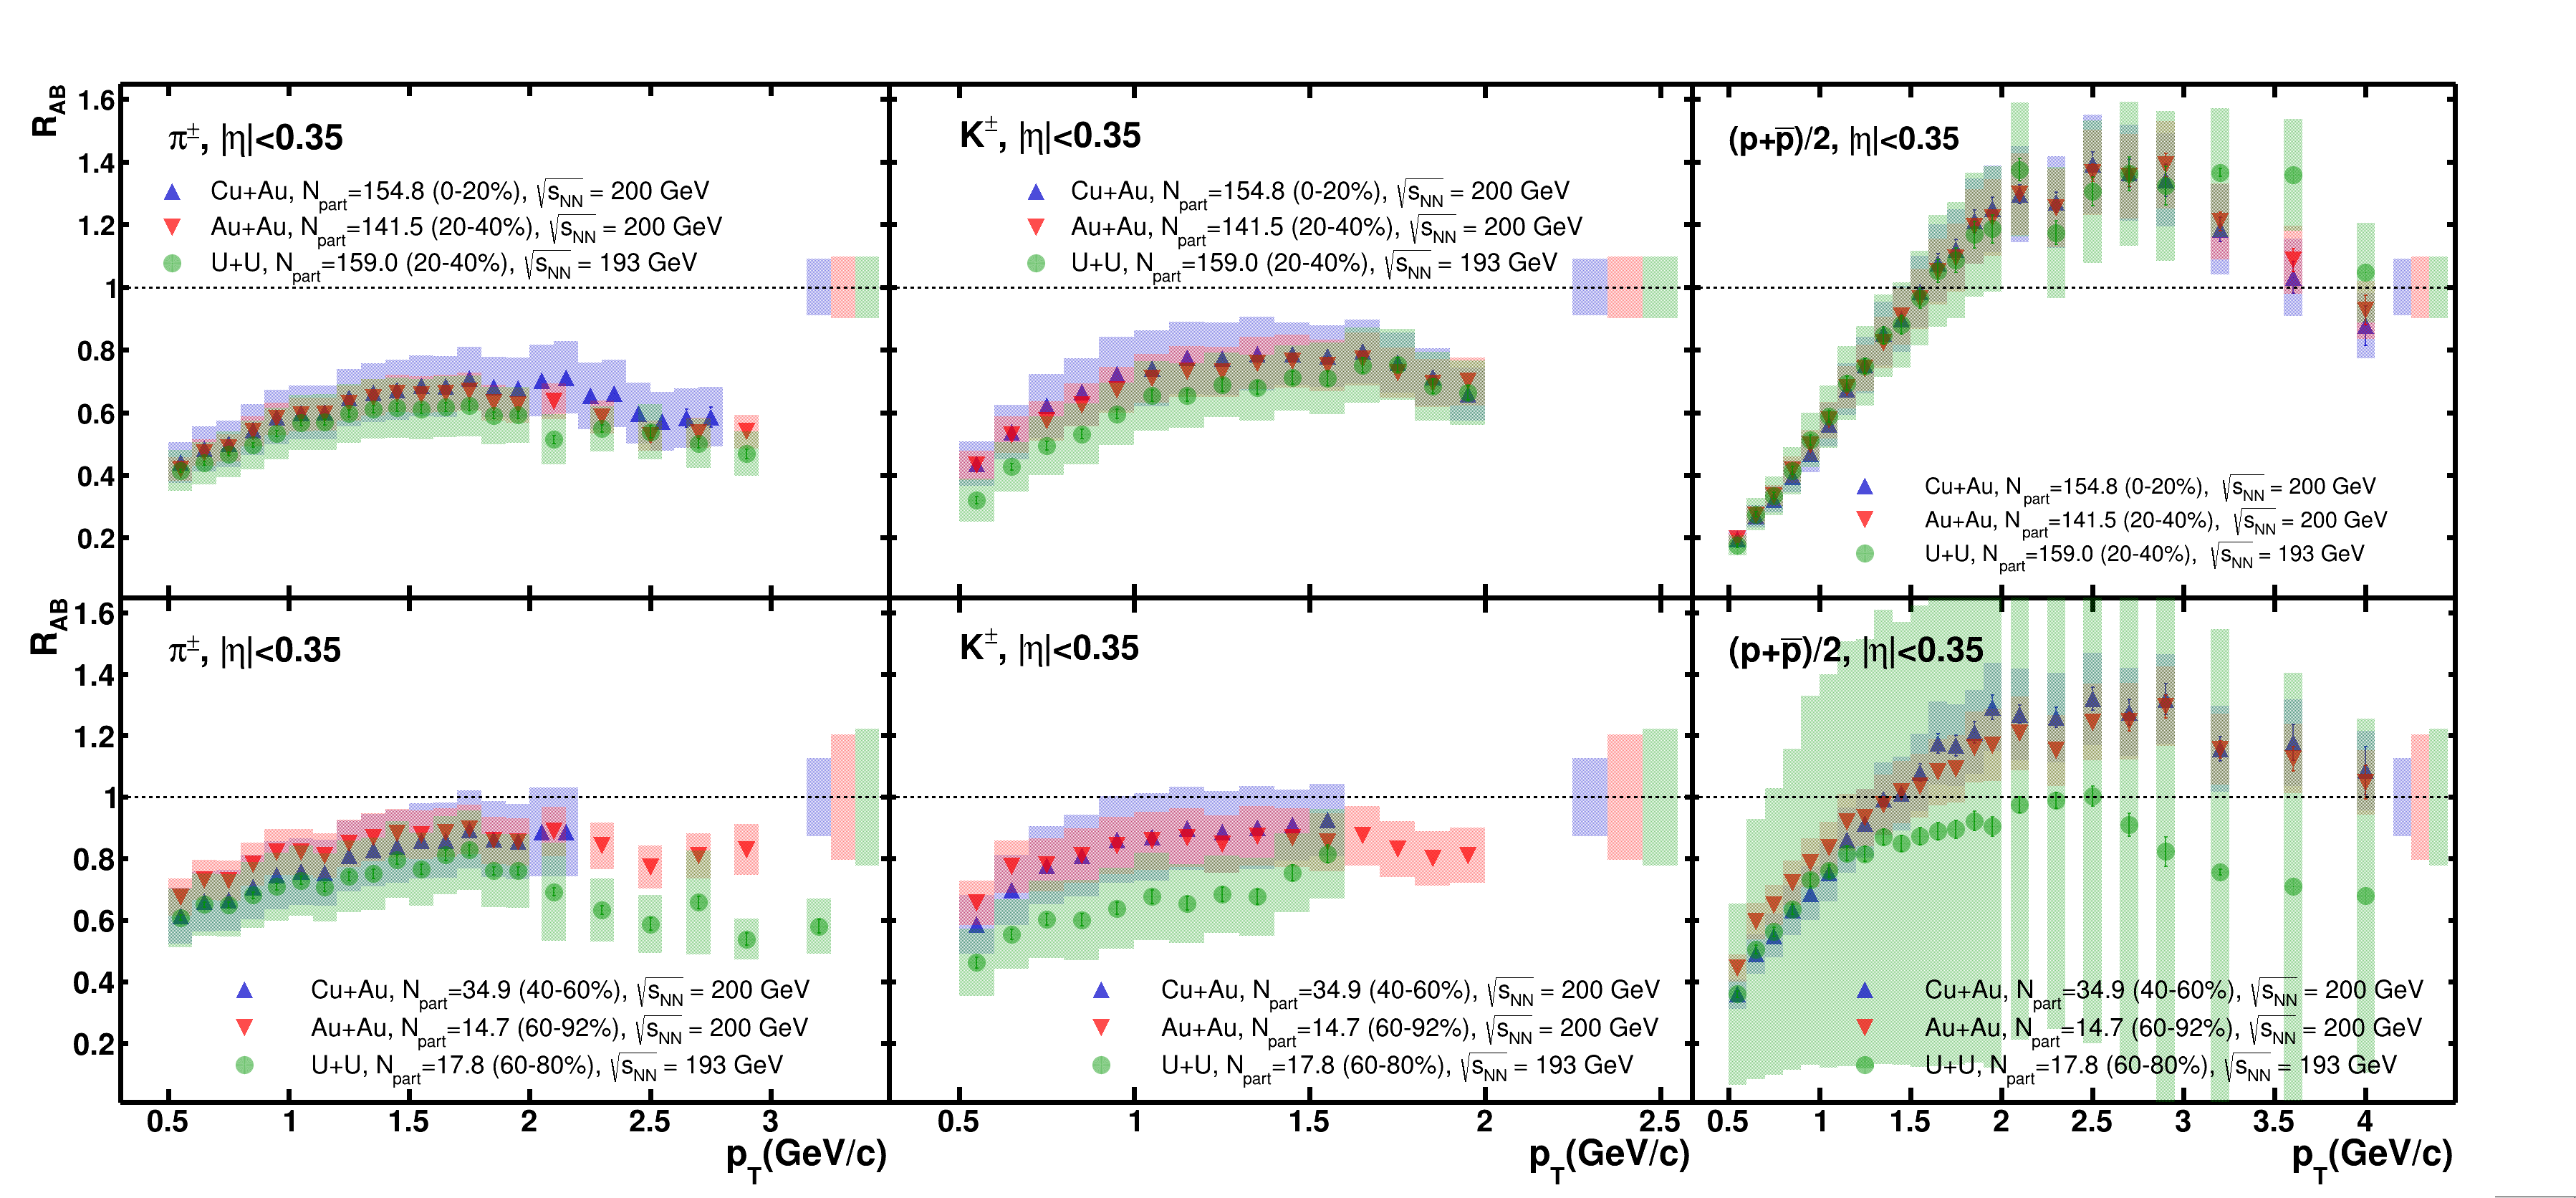 R_AB
1.6
1.4
1.2
1
0.8
0.6
0.4
0.2
π±, |η|<0.35
Cu+Au, N_part=154.8 (0-20%), √s_NN = 200 GeV
Au+Au, N_part=141.5 (20-40%), √s_NN = 200 GeV
U+U, N_part=159.0 (20-40%), √s_NN = 193 GeV
K±, |η|<0.35
Cu+Au, N_part=154.8 (0-20%), √s_NN = 200 GeV
Au+Au, N_part=141.5 (20-40%), √s_NN = 200 GeV
U+U, N_part=159.0 (20-40%), √s_NN = 193 GeV
(p+p̅)/2, |η|<0.35
Cu+Au, N_part=154.8 (0-20%), √s_NN = 200 GeV
Au+Au, N_part=141.5 (20-40%), √s_NN = 200 GeV
U+U, N_part=159.0 (20-40%), √s_NN = 193 GeV
R_AB
1.6
1.4
1.2
1
0.8
0.6
0.4
0.2
π±, |η|<0.35
Cu+Au, N_part=34.9 (40-60%), √s_NN = 200 GeV
Au+Au, N_part=14.7 (60-92%), √s_NN = 200 GeV
U+U, N_part=17.8 (60-80%), √s_NN = 193 GeV
K±, |η|<0.35
Cu+Au, N_part=34.9 (40-60%), √s_NN = 200 GeV
Au+Au, N_part=14.7 (60-92%), √s_NN = 200 GeV
U+U, N_part=17.8 (60-80%), √s_NN = 193 GeV
(p+p̅)/2, |η|<0.35
Cu+Au, N_part=34.9 (40-60%), √s_NN = 200 GeV
Au+Au, N_part=14.7 (60-92%), √s_NN = 200 GeV
U+U, N_part=17.8 (60-80%), √s_NN = 193 GeV
0.5 1 1.5 2 2.5 3
p_T(GeV/c)
0.5 1 1.5 2 2.5
p_T(GeV/c)
0.5 1 1.5 2 2.5 3 3.5 4
p_T(GeV/c)